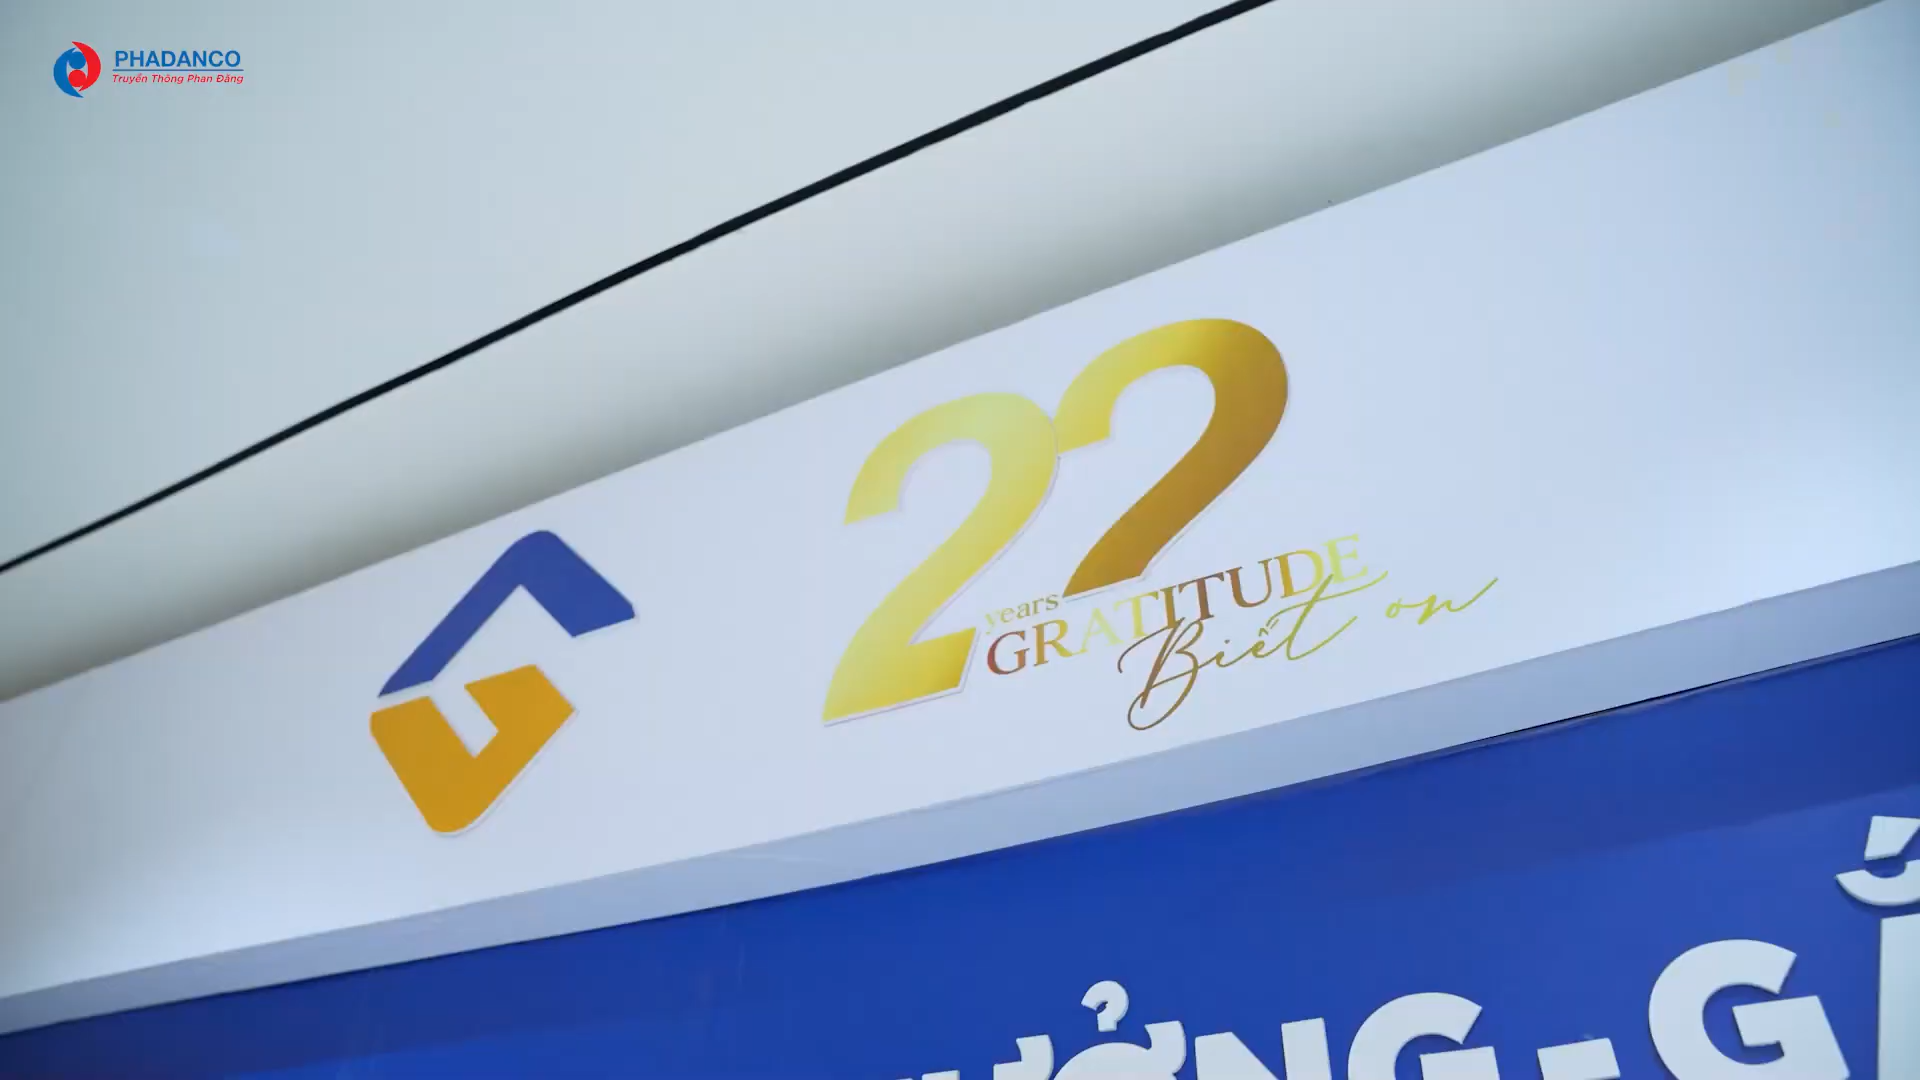 PHADANCO
Truyền Thông Phan Đăng
22
years
GRATITUDE
Biết ơn